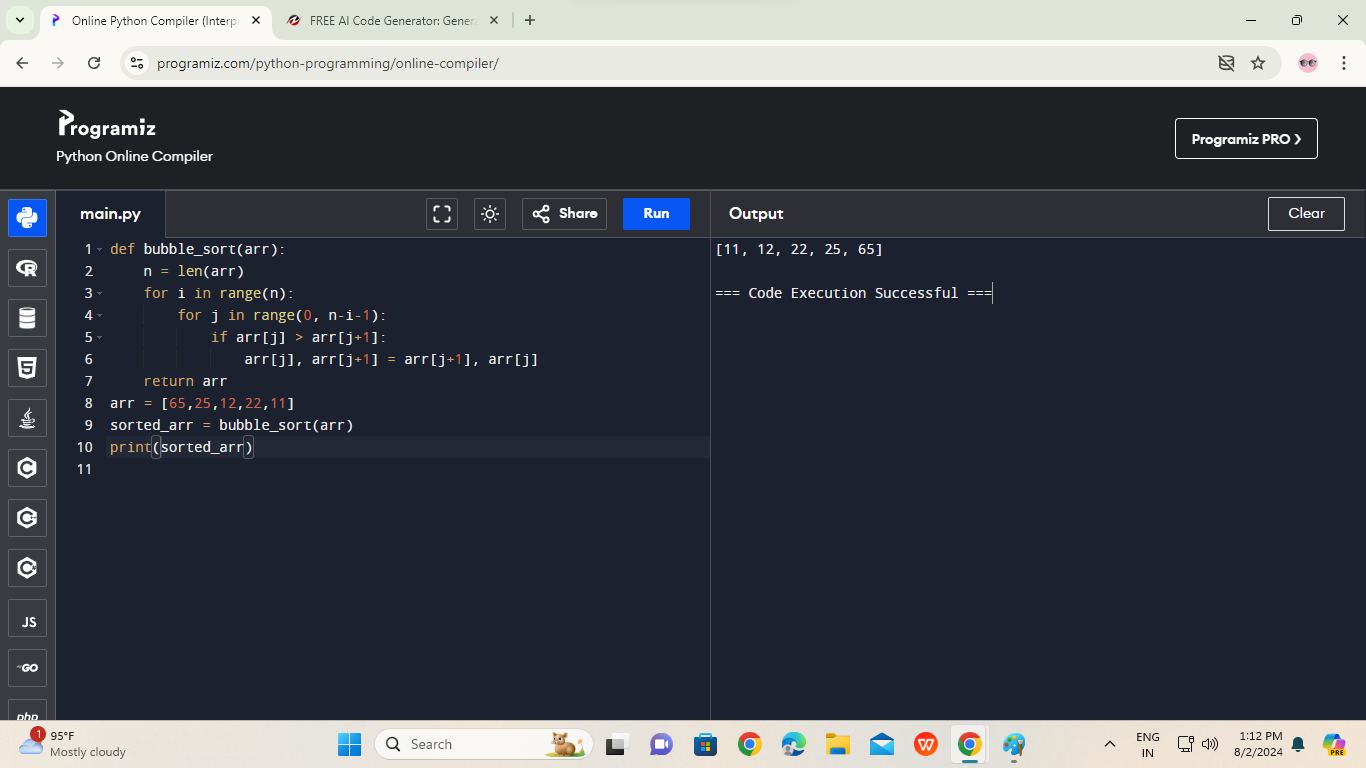 Online Python Compiler (Interp
FREE AI Code Generator: Gener
programiz.com/python-programming/online-compiler/
Programiz
Python Online Compiler
Programiz PRO ❯
main.py
Share
Run
Output
Clear
1 def bubble_sort(arr):
2     n = len(arr)
3     for i in range(n):
4         for j in range(0, n-i-1):
5             if arr[j] > arr[j+1]:
6                 arr[j], arr[j+1] = arr[j+1], arr[j]
7     return arr
8 arr = [65,25,12,22,11]
9 sorted_arr = bubble_sort(arr)
10 print(sorted_arr)
11
[11, 12, 22, 25, 65]
=== Code Execution Successful ===
R
5
C
C
C
JS
GO
php
1
95°F
Mostly cloudy
Search
W
ENG
IN
1:12 PM
8/2/2024
PRE